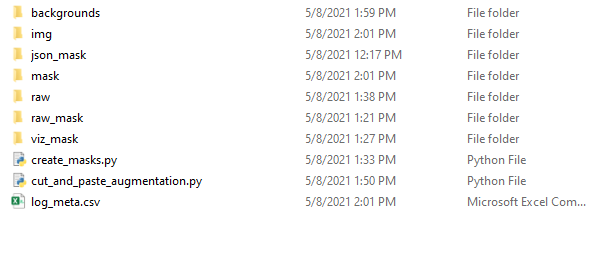 backgrounds 5/8/2021 1:59 PM File folder
img 5/8/2021 2:01 PM File folder
json_mask 5/8/2021 12:17 PM File folder
mask 5/8/2021 2:01 PM File folder
raw 5/8/2021 1:38 PM File folder
raw_mask 5/8/2021 1:21 PM File folder
viz_mask 5/8/2021 1:27 PM File folder
create_masks.py 5/8/2021 1:33 PM Python File
cut_and_paste_augmentation.py 5/8/2021 1:50 PM Python File
log_meta.csv 5/8/2021 2:01 PM Microsoft Excel Com...